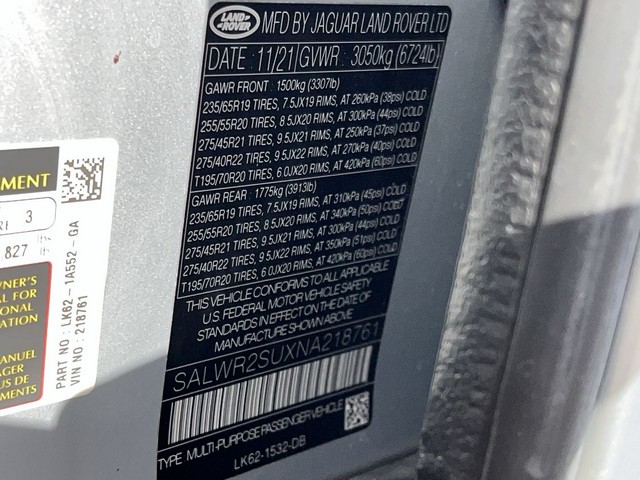 LAND ROVER MFD BY JAGUAR LAND ROVER LTD
DATE : 11/21 GVWR : 3050kg (6724lb)
GAWR FRONT : 1500kg (3307lb)
235/65R19 TIRES, 7.5JX19 RIMS, AT 260kPa (38psi) COLD
255/55R20 TIRES, 8.5JX20 RIMS, AT 300kPa (44psi) COLD
275/45R21 TIRES, 9.5JX21 RIMS, AT 250kPa (37psi) COLD
275/40R22 TIRES, 9.5JX22 RIMS, AT 270kPa (40psi) COLD
T195/70R20 TIRES, 6.0JX20 RIMS, AT 420kPa (60psi) COLD
GAWR REAR : 1775kg (3913lb)
235/65R19 TIRES, 7.5JX19 RIMS, AT 310kPa (45psi) COLD
255/55R20 TIRES, 8.5JX20 RIMS, AT 340kPa (50psi) COLD
275/45R21 TIRES, 9.5JX21 RIMS, AT 300kPa (44psi) COLD
275/40R22 TIRES, 9.5JX22 RIMS, AT 350kPa (51psi) COLD
T195/70R20 TIRES, 6.0JX20 RIMS, AT 420kPa (60psi) COLD
THIS VEHICLE CONFORMS TO ALL APPLICABLE
U.S. FEDERAL MOTOR VEHICLE SAFETY
STANDARDS IN EFFECT ON THE DATE OF
MANUFACTURE SHOWN ABOVE.
SALWR2SUXNA218761
TYPE MULTI-PURPOSE PASSENGER VEHICLE
LK62-1532-DB
3
827
PART NO : LK62-1A552-GA
VIN NO : 218761